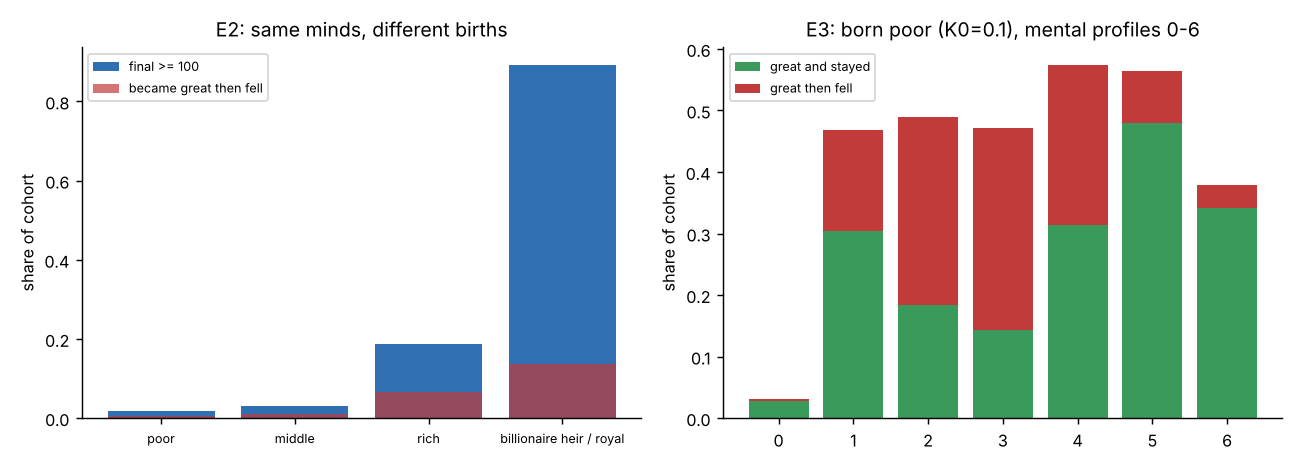 E2: same minds, different births
final >= 100
became great then fell
share of cohort
0.8
0.6
0.4
0.2
0.0
poor
middle
rich
billionaire heir / royal
E3: born poor (K0=0.1), mental profiles 0-6
great and stayed
great then fell
share of cohort
0.6
0.5
0.4
0.3
0.2
0.1
0.0
0
1
2
3
4
5
6